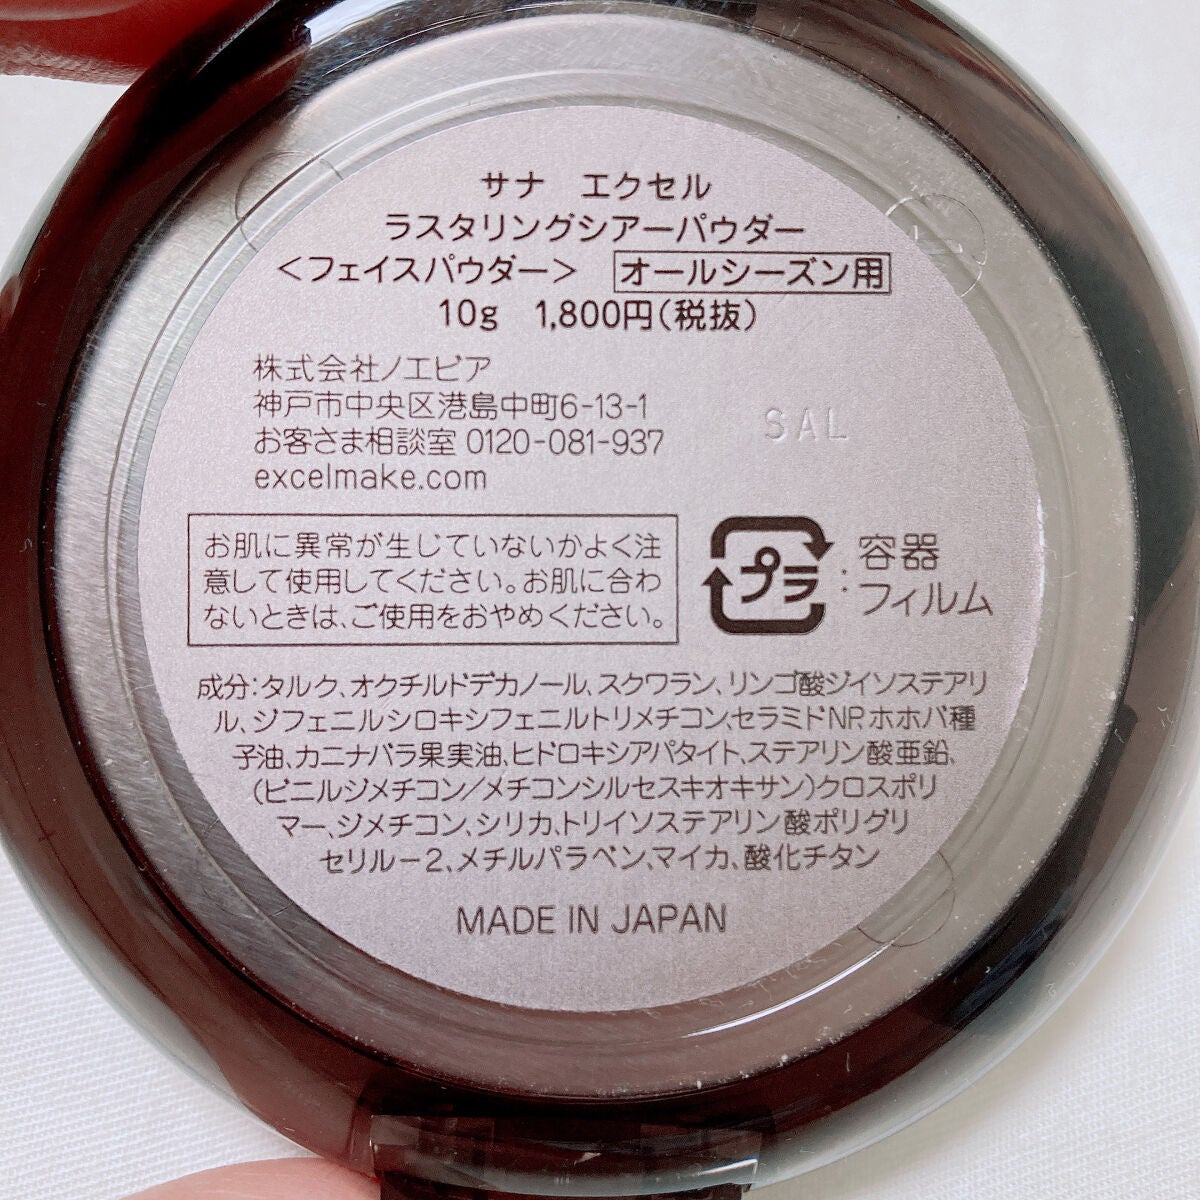 サナ エクセル
ラスタリングシアーパウダー
<フェイスパウダー> オールシーズン用
10g 1,800円(税抜)
株式会社ノエビア
神戸市中央区港島中町6-13-1
お客さま相談室 0120-081-937
excelmake.com
SAL
お肌に異常が生じていないかよく注
意して使用してください。お肌に合わ
ないときは、ご使用をおやめください。
プラ
:容器
:フィルム
成分:タルク、オクチルドデカノール、スクワラン、リンゴ酸ジイソステアリ
ル、ジフェニルシロキシフェニルトリメチコン、セラミドNP、ホホバ種
子油、カニナバラ果実油、ヒドロキシアパタイト、ステアリン酸亜鉛、
(ビニルジメチコン/メチコンシルセスキオキサン)クロスポリ
マー、ジメチコン、シリカ、トリイソステアリン酸ポリグリ
セリル-2、メチルパラベン、マイカ、酸化チタン
MADE IN JAPAN